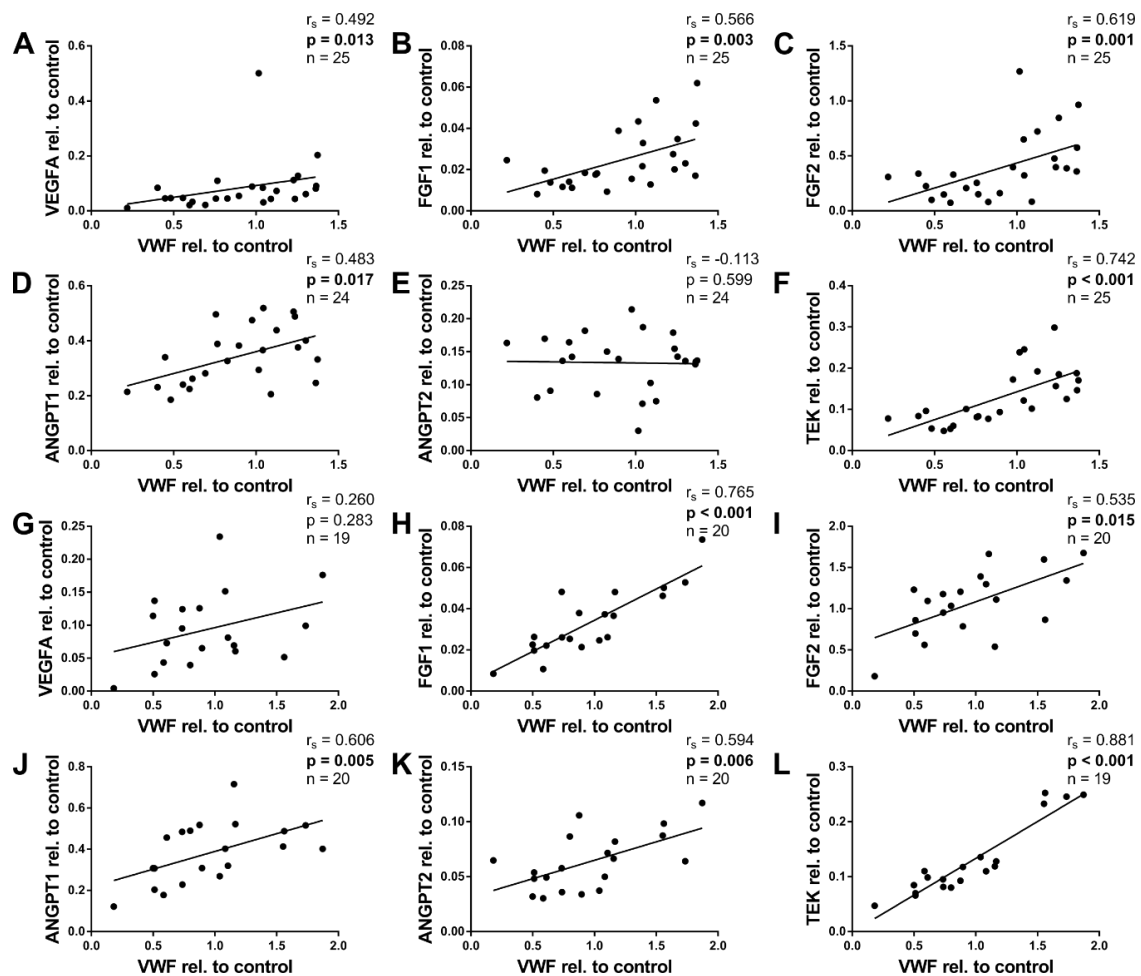 A
r_s = 0.492
p = 0.013
n = 25
VEGFA rel. to control
0.6
0.4
0.2
0.0
0.0 0.5 1.0 1.5
VWF rel. to control
B
r_s = 0.566
p = 0.003
n = 25
FGF1 rel. to control
0.08
0.06
0.04
0.02
0.00
0.0 0.5 1.0 1.5
VWF rel. to control
C
r_s = 0.619
p = 0.001
n = 25
FGF2 rel. to control
1.5
1.0
0.5
0.0
0.0 0.5 1.0 1.5
VWF rel. to control
D
r_s = 0.483
p = 0.017
n = 24
ANGPT1 rel. to control
0.6
0.4
0.2
0.0
0.0 0.5 1.0 1.5
VWF rel. to control
E
r_s = -0.113
p = 0.599
n = 24
ANGPT2 rel. to control
0.25
0.20
0.15
0.10
0.05
0.00
0.0 0.5 1.0 1.5
VWF rel. to control
F
r_s = 0.742
p < 0.001
n = 25
TEK rel. to control
0.4
0.3
0.2
0.1
0.0
0.0 0.5 1.0 1.5
VWF rel. to control
G
r_s = 0.260
p = 0.283
n = 19
VEGFA rel. to control
0.25
0.20
0.15
0.10
0.05
0.00
0.0 0.5 1.0 1.5 2.0
VWF rel. to control
H
r_s = 0.765
p < 0.001
n = 20
FGF1 rel. to control
0.08
0.06
0.04
0.02
0.00
0.0 0.5 1.0 1.5 2.0
VWF rel. to control
I
r_s = 0.535
p = 0.015
n = 20
FGF2 rel. to control
2.0
1.5
1.0
0.5
0.0
0.0 0.5 1.0 1.5 2.0
VWF rel. to control
J
r_s = 0.606
p = 0.005
n = 20
ANGPT1 rel. to control
0.8
0.6
0.4
0.2
0.0
0.0 0.5 1.0 1.5 2.0
VWF rel. to control
K
r_s = 0.594
p = 0.006
n = 20
ANGPT2 rel. to control
0.15
0.10
0.05
0.00
0.0 0.5 1.0 1.5 2.0
VWF rel. to control
L
r_s = 0.881
p < 0.001
n = 19
TEK rel. to control
0.3
0.2
0.1
0.0
0.0 0.5 1.0 1.5 2.0
VWF rel. to control